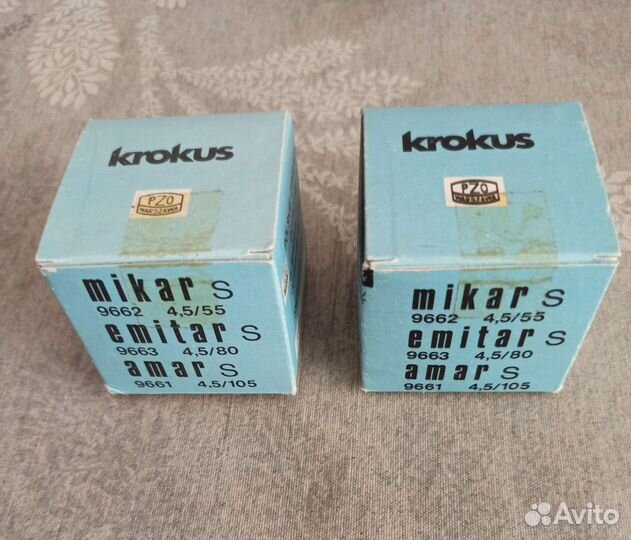 krokus
PZO
WARSZAWA
mikar S
9662 4,5/55
emitar S
9663 4,5/80
amar S
9661 4,5/105
krokus
PZO
WARSZAWA
mikar S
9662 4,5/55
emitar S
9663 4,5/80
amar S
9661 4,5/105
Avito